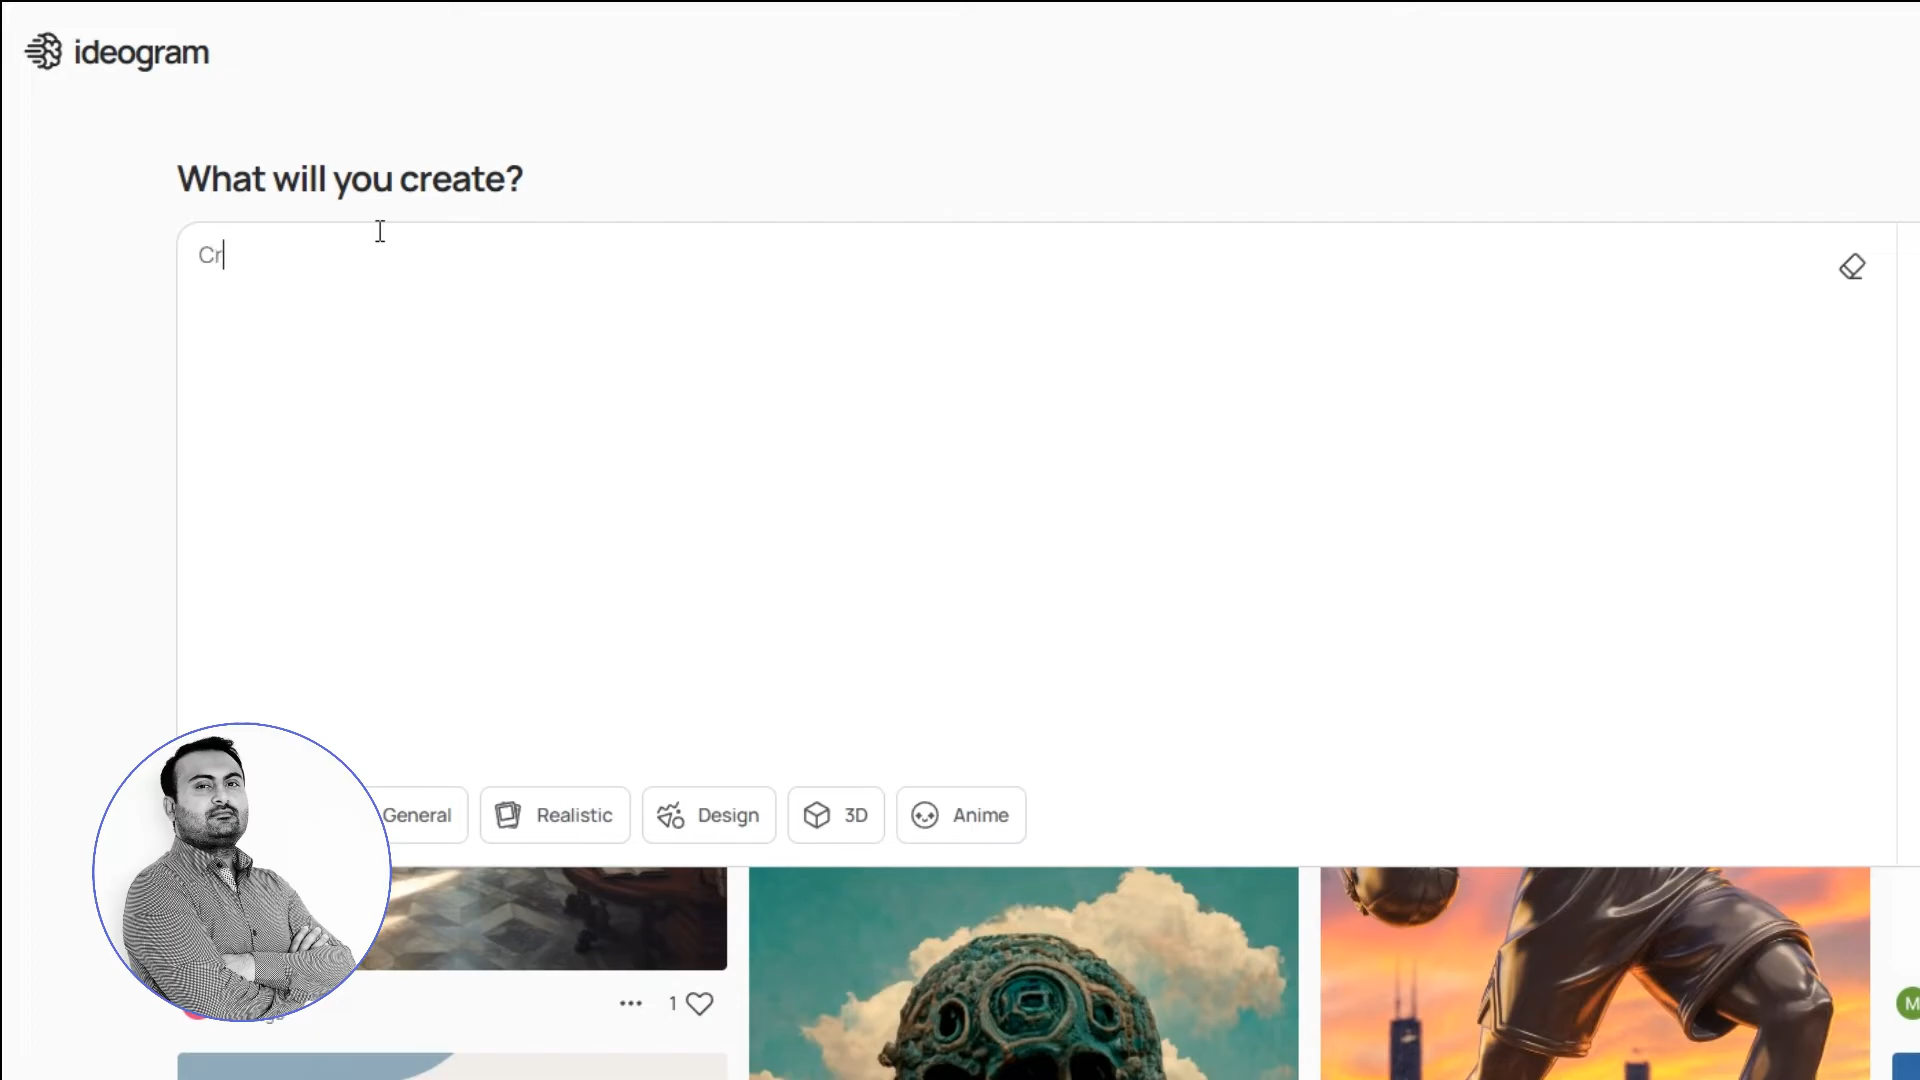 ideogram
What will you create?
Cr
General
Realistic
Design
3D
Anime
1
M